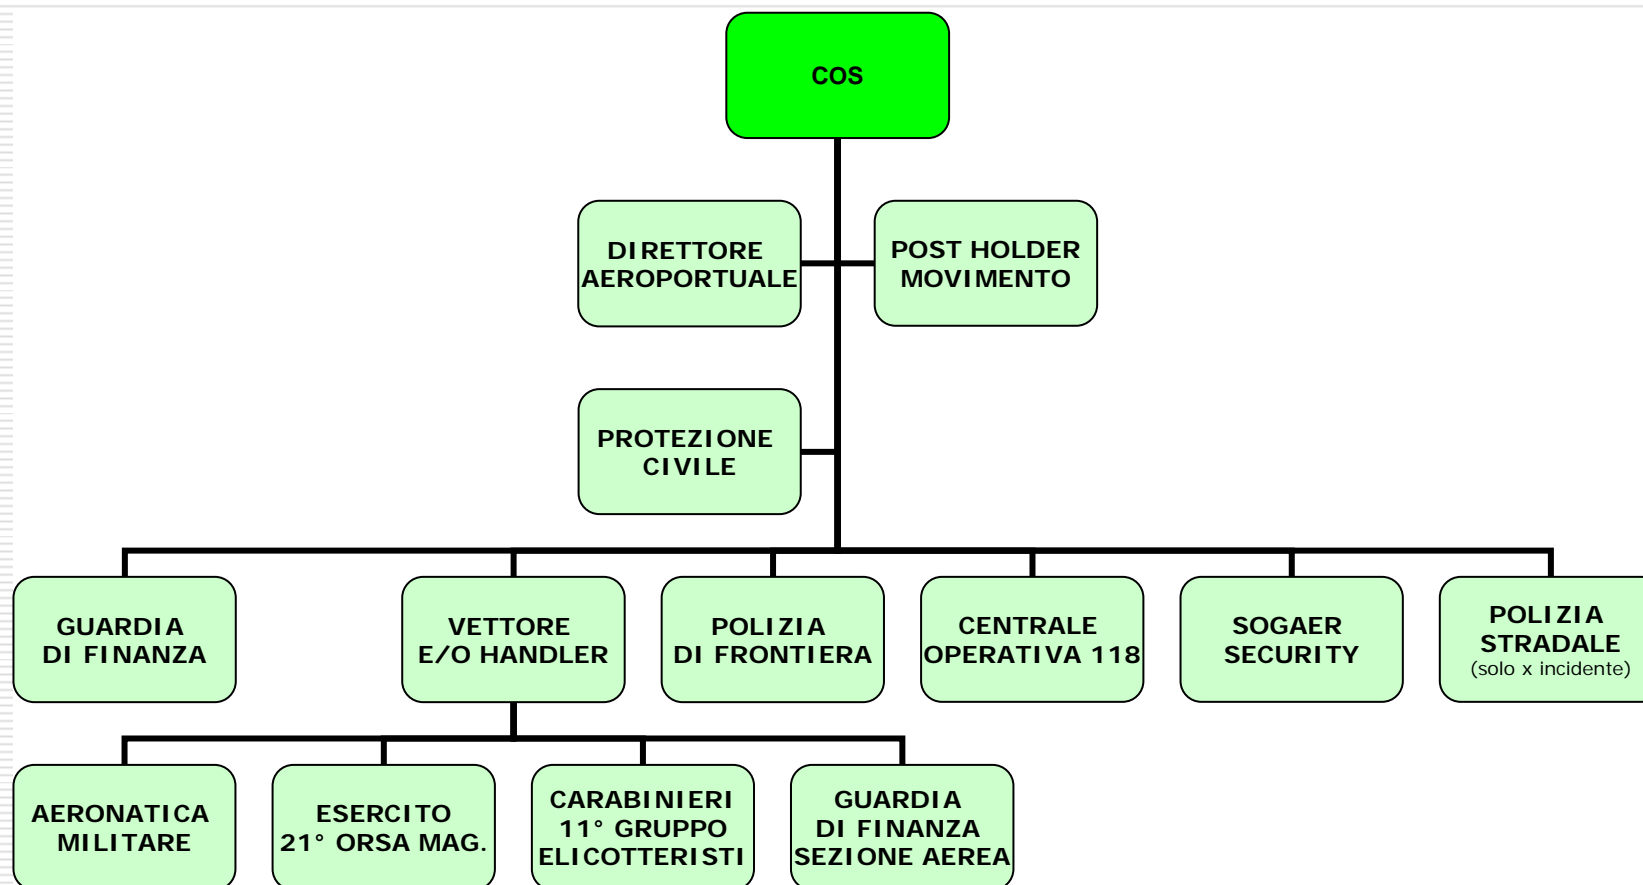 COS
DIRETTORE
AEROPORTUALE
POST HOLDER
MOVIMENTO
PROTEZIONE
CIVILE
GUARDIA
DI FINANZA
VETTORE
E/O HANDLER
POLIZIA
DI FRONTIERA
CENTRALE
OPERATIVA 118
SOGAER
SECURITY
POLIZIA
STRADALE
(solo x incidente)
AERONATICA
MILITARE
ESERCITO
21° ORSA MAG.
CARABINIERI
11° GRUPPO
ELICOTTERISTI
GUARDIA
DI FINANZA
SEZIONE AEREA